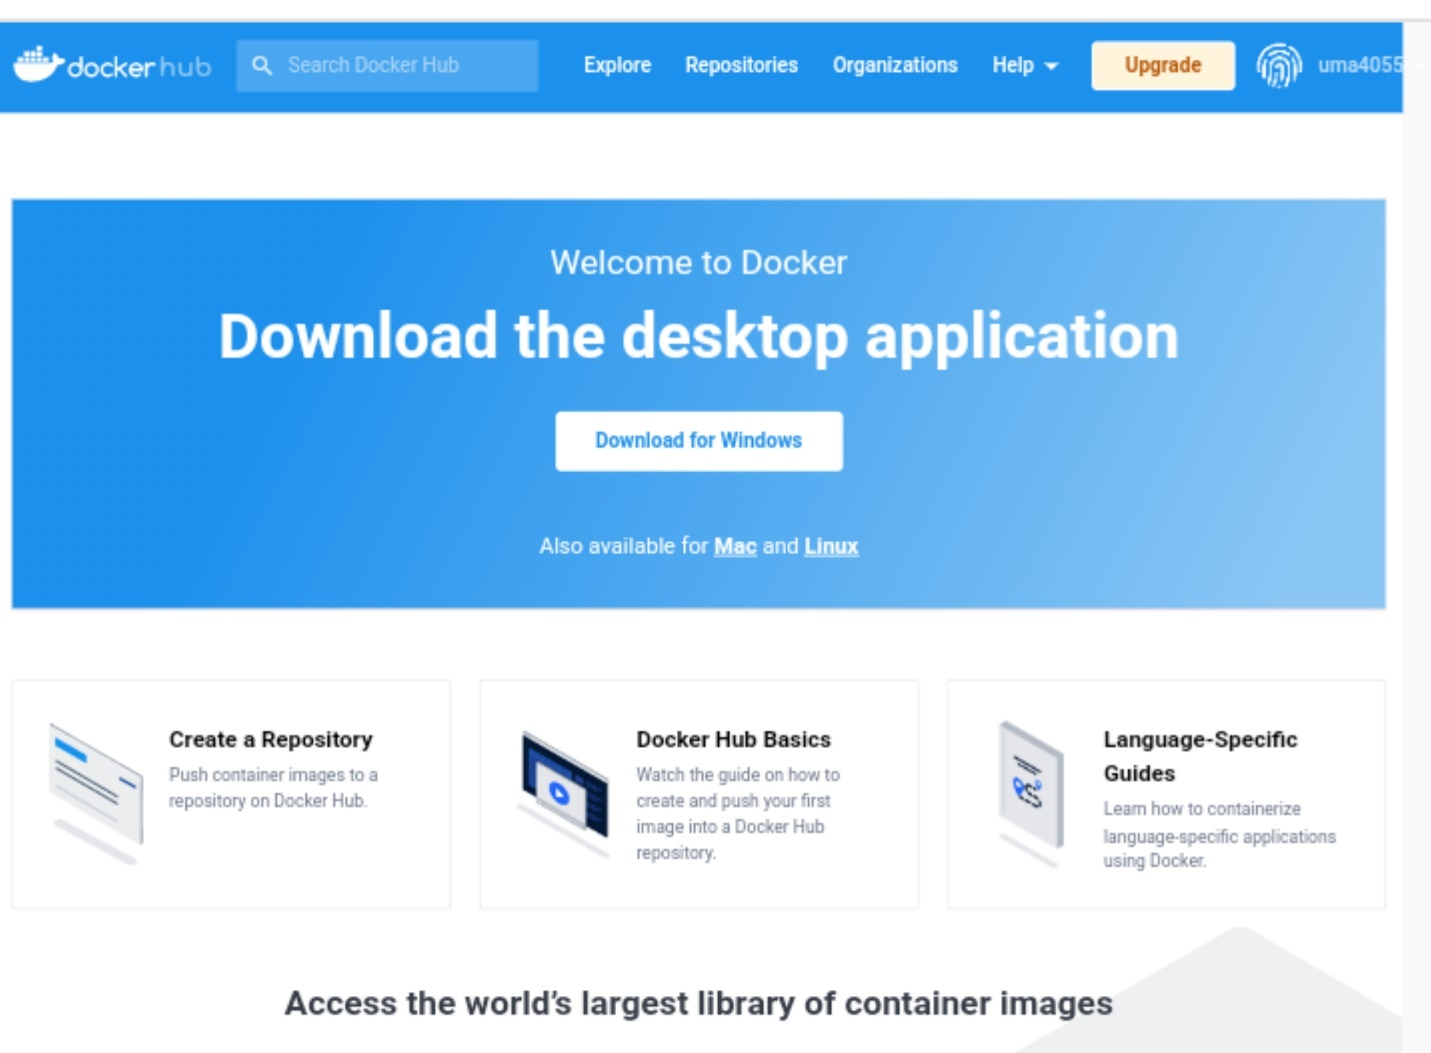 dockerhub Search Docker Hub Explore Repositories Organizations Help Upgrade uma4055
Welcome to Docker
Download the desktop application
Download for Windows
Also available for Mac and Linux
Create a Repository
Push container images to a
repository on Docker Hub.
Docker Hub Basics
Watch the guide on how to
create and push your first
image into a Docker Hub
repository.
Language-Specific
Guides
Learn how to containerize
language-specific applications
using Docker.
Access the world’s largest library of container images